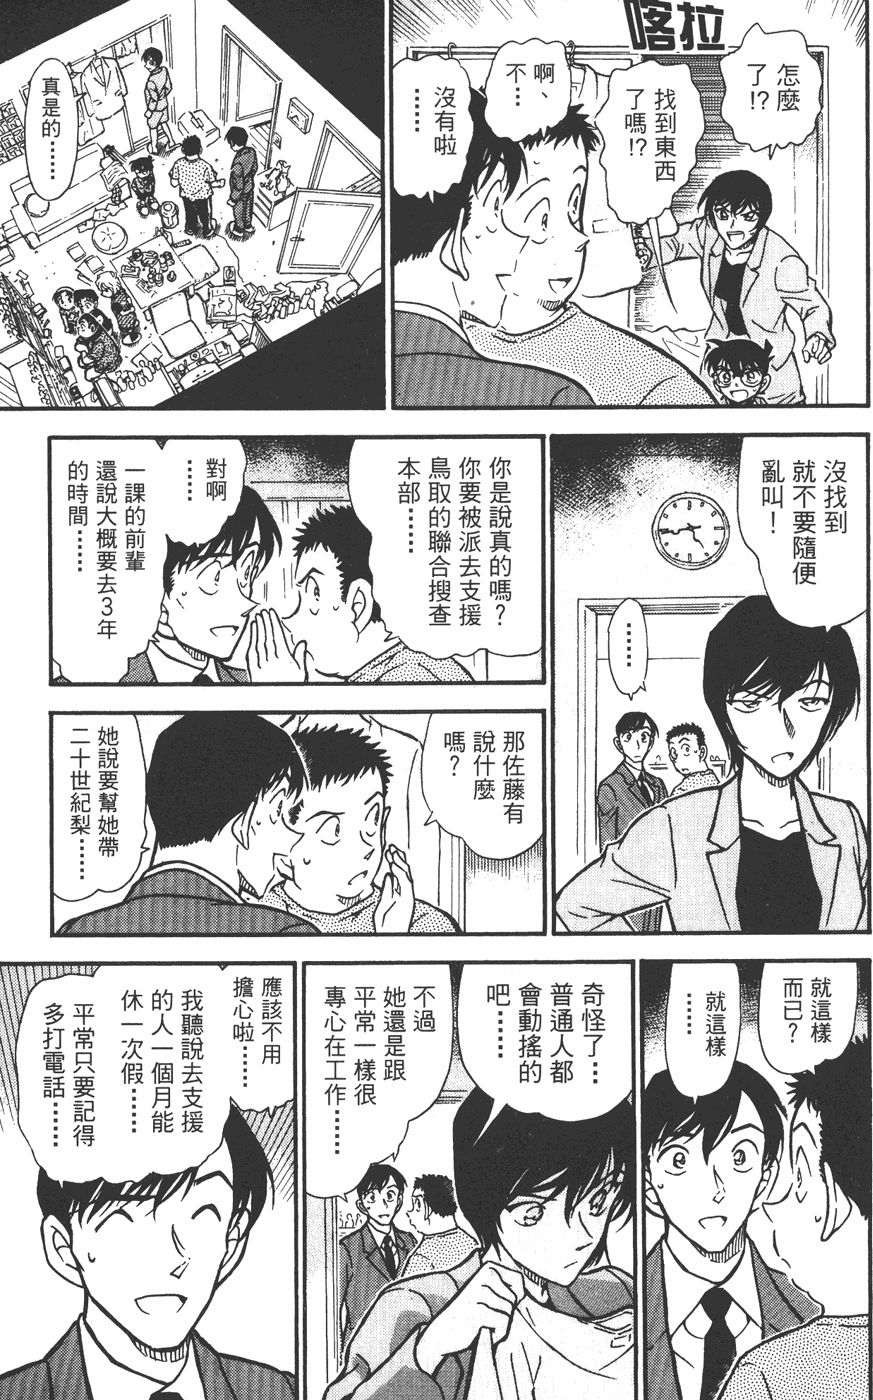 喀拉
怎麼
了!?
找到東西
了嗎!?
啊、
不…
沒有啦
……
真是的……
沒找到
就不要隨便
亂叫!
……
你是說真的嗎?
你要被派去支援
鳥取的聯合搜查
本部……
對啊
……
一課的前輩
還說大概要去3年
的時間……
那佐藤有
說什麼
嗎?
她說要幫她帶
二十世紀梨……
就這樣
而已?
就這樣
……
奇怪了…
普通人都
會動搖的
吧……
不過
她還是跟
平常一樣很
專心在工作…
應該不用
擔心啦……
我聽說去支援
的人一個月能
休一次假……
平常只要記得
多打電話……